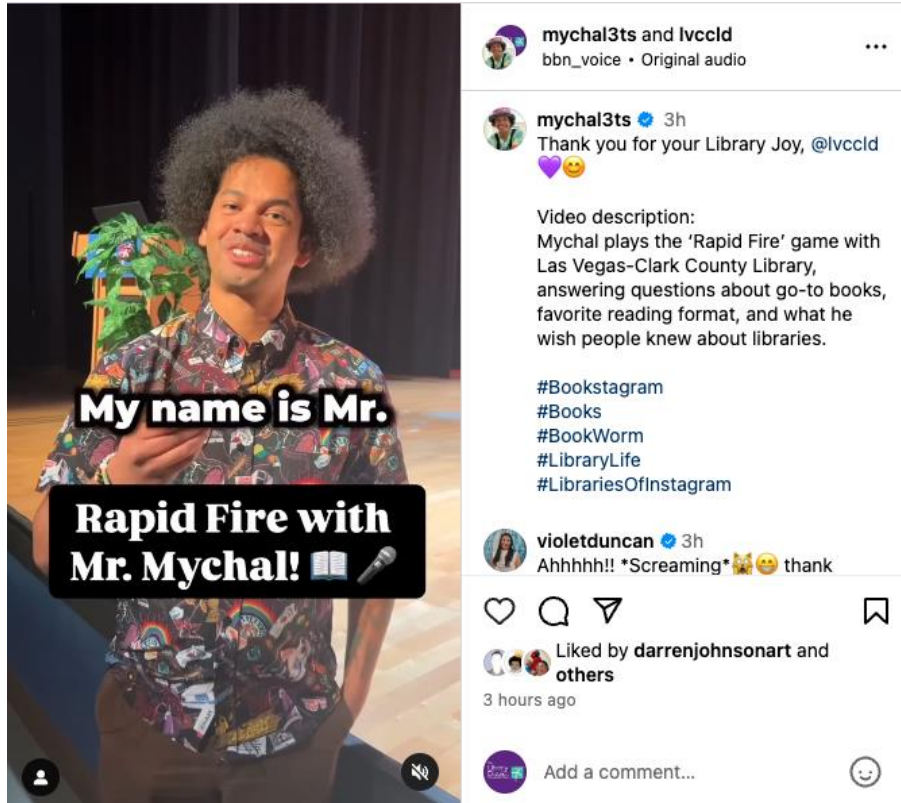 My name is Mr.
Rapid Fire with
Mr. Mychal! 📖 🎤
mychal3ts and lvccld
bbn_voice • Original audio
mychal3ts 3h
Thank you for your Library Joy, @lvccld
💜😊
Video description:
Mychal plays the ‘Rapid Fire’ game with
Las Vegas-Clark County Library,
answering questions about go-to books,
favorite reading format, and what he
wish people knew about libraries.
#Bookstagram
#Books
#BookWorm
#LibraryLife
#LibrariesOfInstagram
violetduncan 3h
Ahhhhh!! *Screaming*🙀😁 thank
Liked by darrenjohnsonart and
others
3 hours ago
Add a comment...